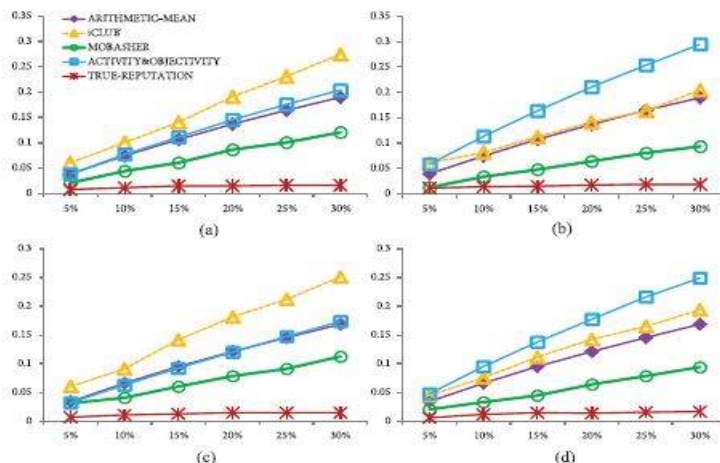 ARITHMETIC-MEAN
iCLUB
MOBASHER
ACTIVITY&OBJECTIVITY
TRUE-REPUTATION
0.35
0.3
0.25
0.2
0.15
0.1
0.05
0
5% 10% 15% 20% 25% 30%
(a)
0.35
0.3
0.25
0.2
0.15
0.1
0.05
0
5% 10% 15% 20% 25% 30%
(b)
0.3
0.25
0.2
0.15
0.1
0.05
0
5% 10% 15% 20% 25% 30%
(c)
0.3
0.25
0.2
0.15
0.1
0.05
0
5% 10% 15% 20% 25% 30%
(d)